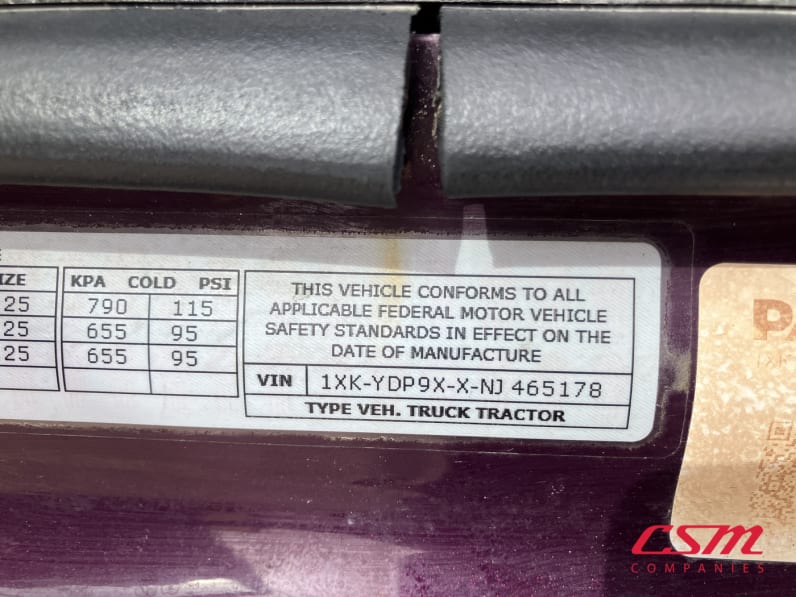 IZE KPA COLD PSI
25 790 115
25 655 95
25 655 95
THIS VEHICLE CONFORMS TO ALL
APPLICABLE FEDERAL MOTOR VEHICLE
SAFETY STANDARDS IN EFFECT ON THE
DATE OF MANUFACTURE
VIN 1XK-YDP9X-X-NJ 465178
TYPE VEH. TRUCK TRACTOR
PA
CSM
COMPANIES